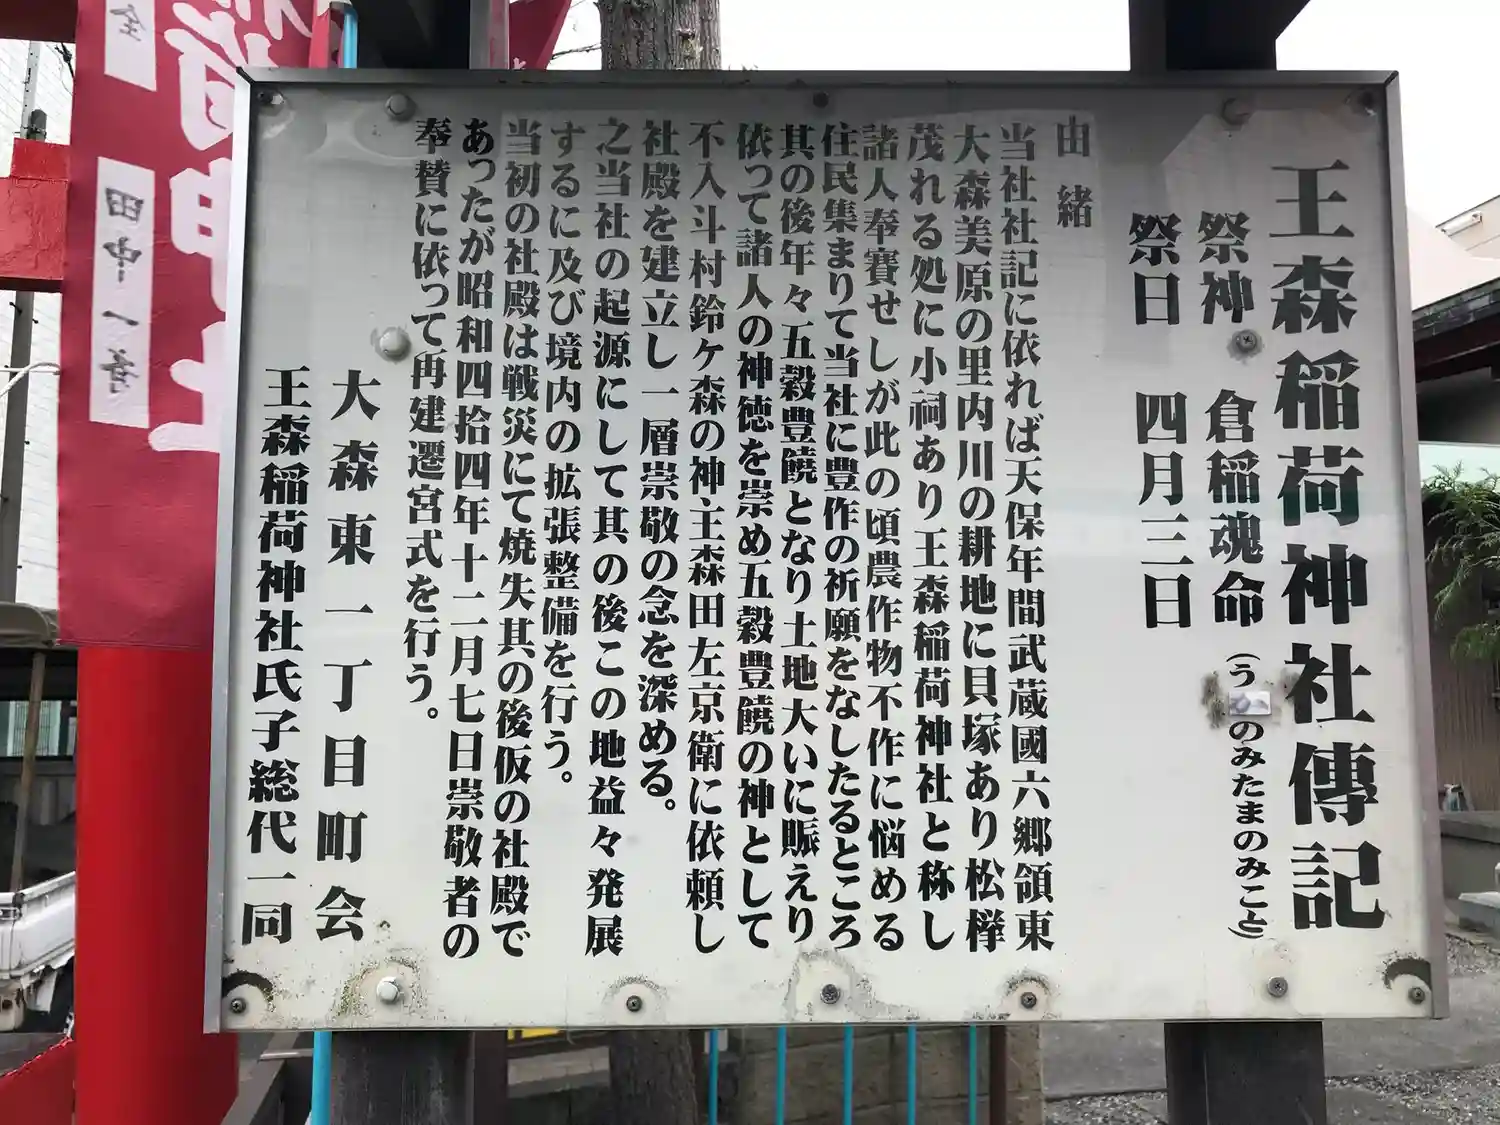 王森稲荷神社傳記
祭神 倉稲魂命(う のみたまのみこと)
祭日 四月三日
由緒
当社社記に依れば天保年間武蔵國六郷領東
大森美原の里内川の耕地に貝塚あり松欅
茂れる処に小祠あり王森稲荷神社と称し
諸人奉賽せしが此の頃農作物不作に悩める
住民集まりて当社に豊作の祈願をなしたるところ
其の後年々五穀豊饒となり土地大いに賑えり
依って諸人の神徳を崇め五穀豊饒の神として
不入斗村鈴ケ森の神主森田左京衛に依頼し
社殿を建立し一層崇敬の念を深める。
之当社の起源にして其の後この地益々発展
するに及び境内の拡張整備を行う。
当初の社殿は戦災にて焼失其の後仮の社殿で
あったが昭和四拾四年十二月七日崇敬者の
奉賛に依って再建遷宮式を行う。
大森東一丁目町会
王森稲荷神社氏子総代一同
稲荷神社
全
田中一